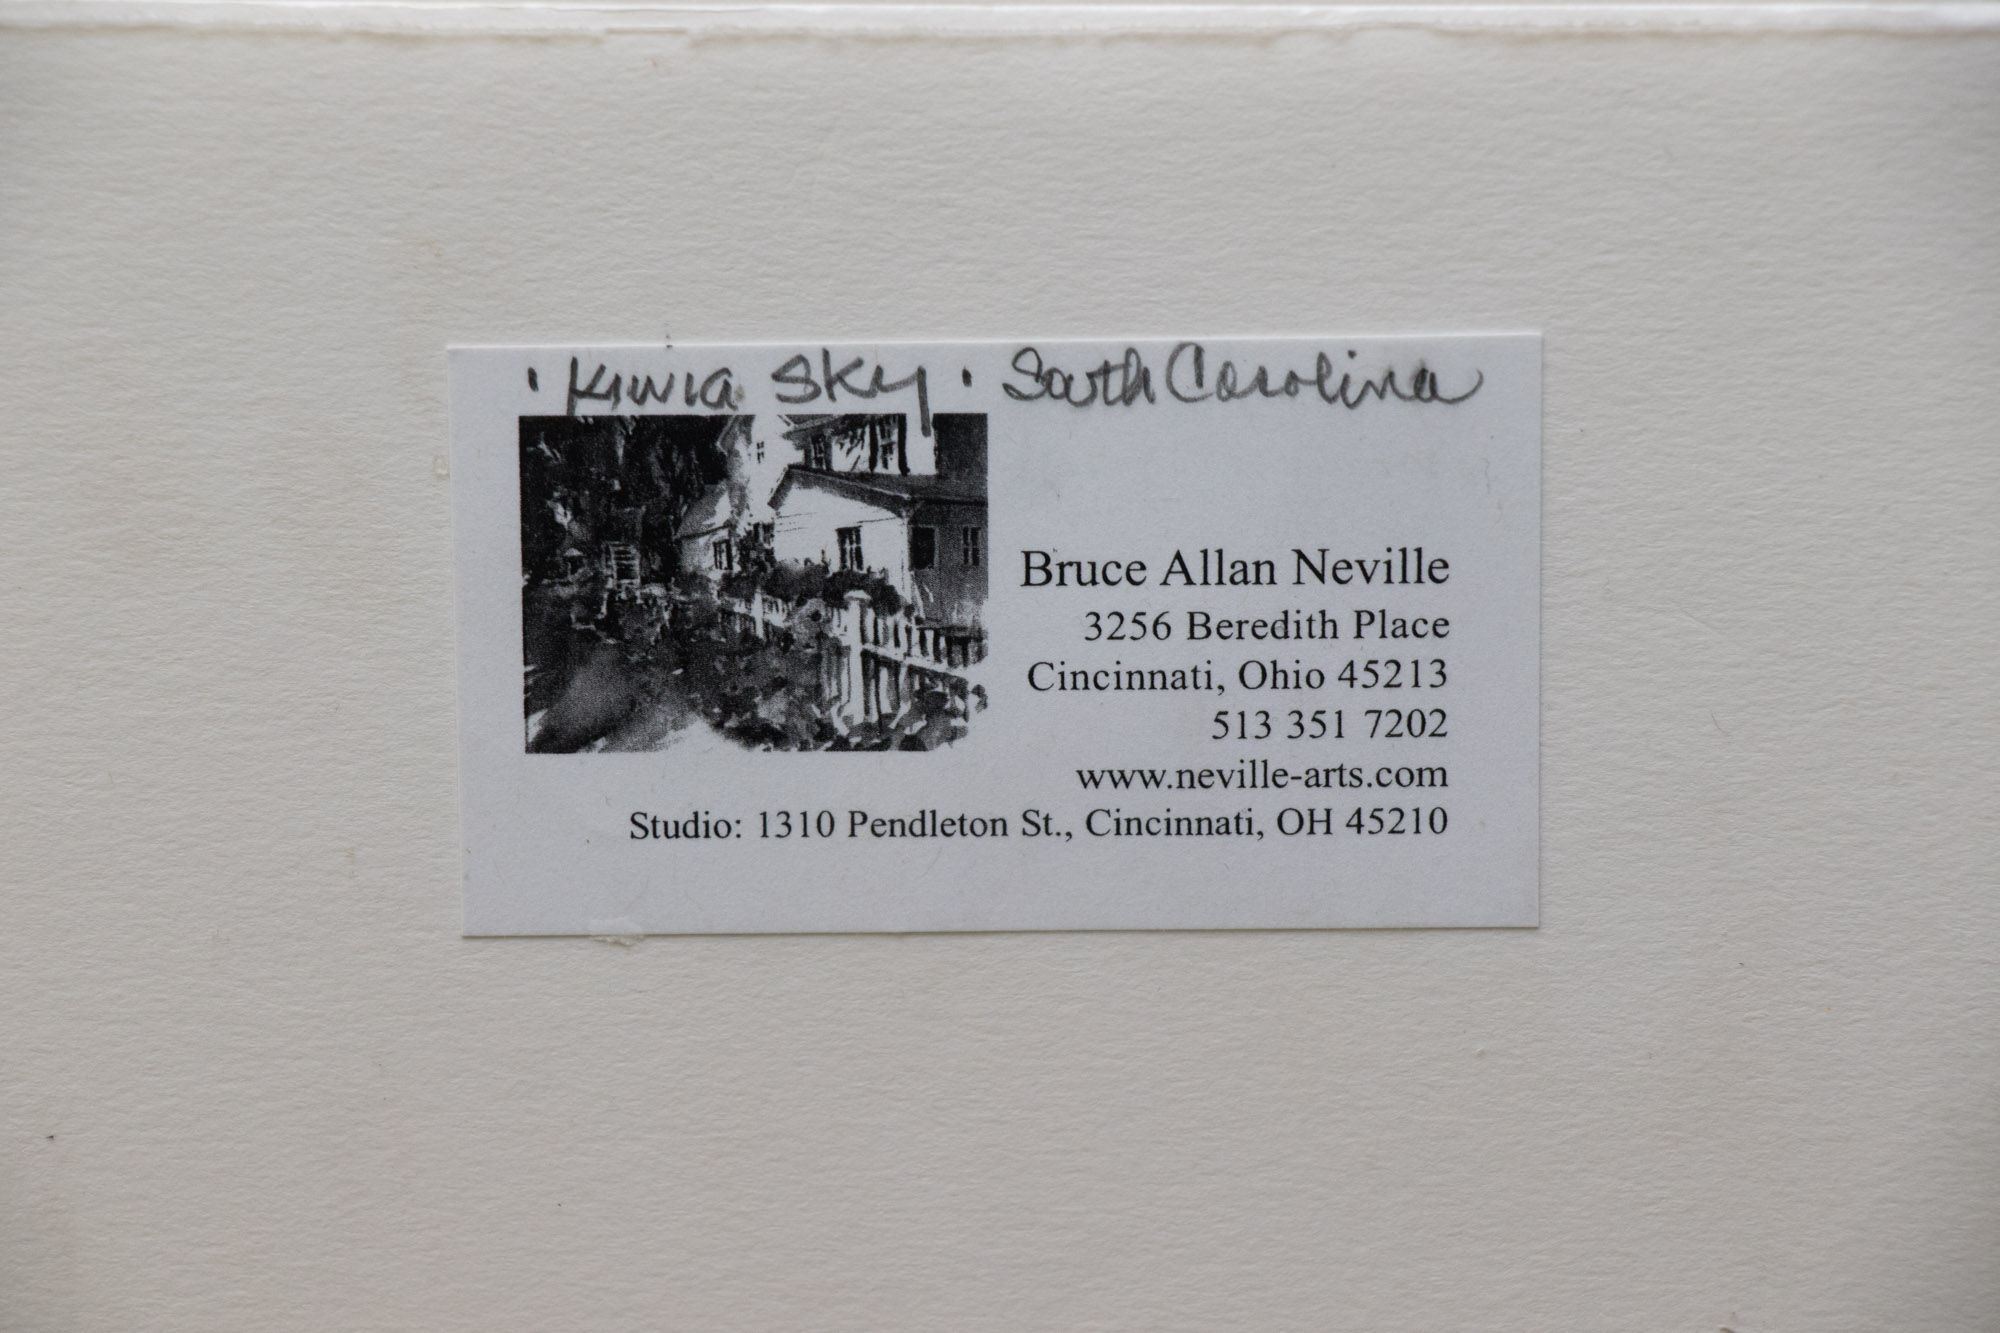 · Kiwia Sky · South Carolina
Bruce Allan Neville
3256 Beredith Place
Cincinnati, Ohio 45213
513 351 7202
www.neville-arts.com
Studio: 1310 Pendleton St., Cincinnati, OH 45210